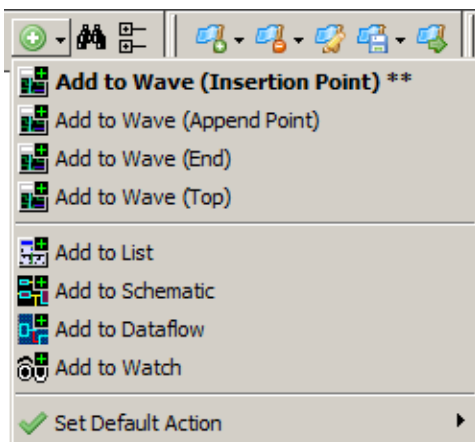 Add to Wave (Insertion Point) **
Add to Wave (Append Point)
Add to Wave (End)
Add to Wave (Top)
Add to List
Add to Schematic
Add to Dataflow
Add to Watch
Set Default Action